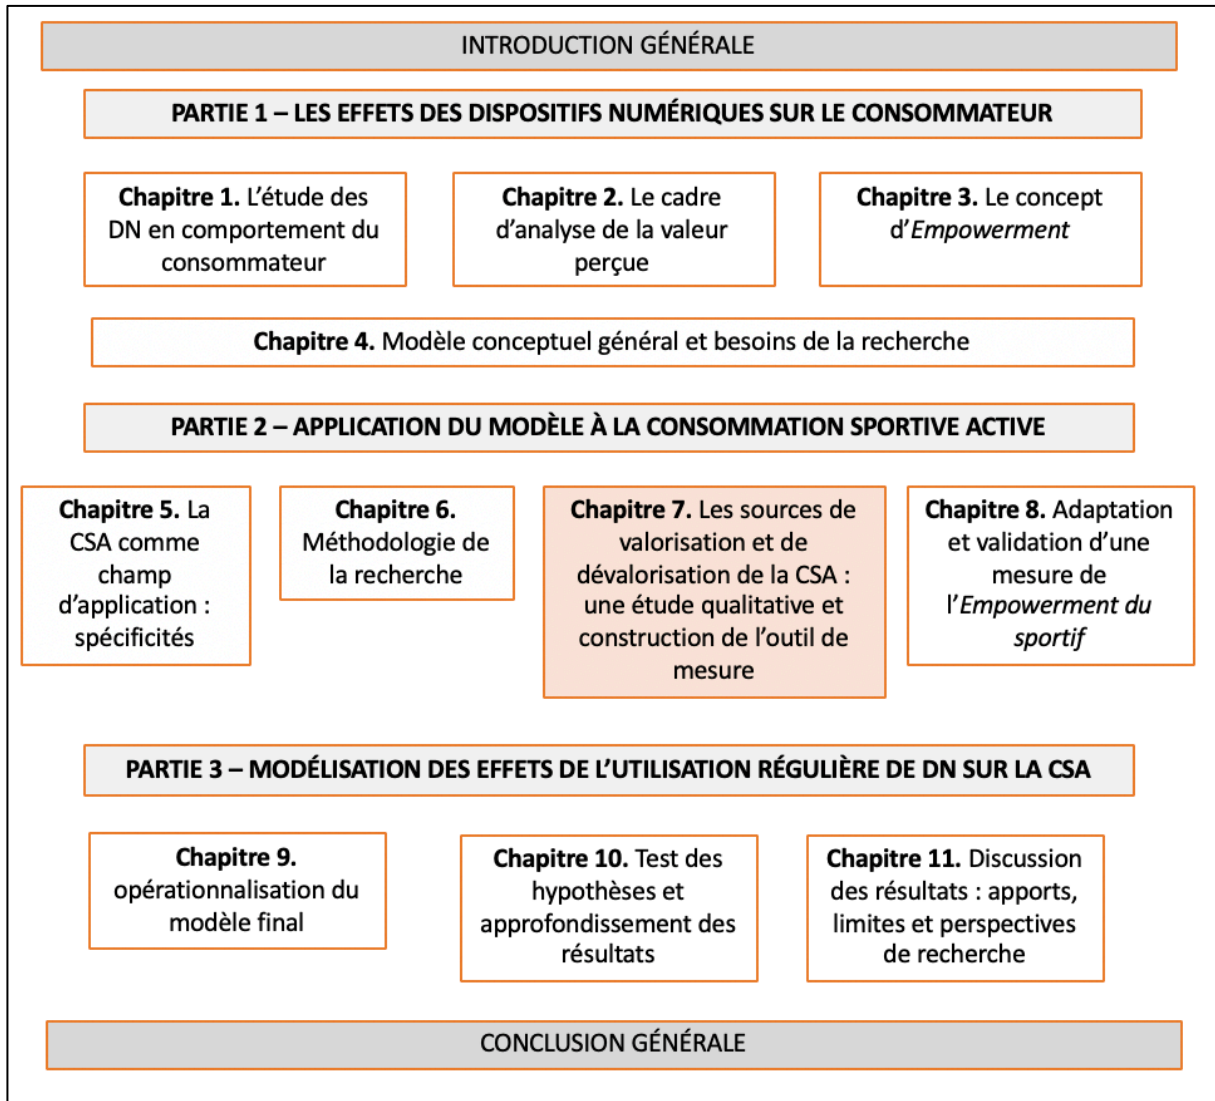 INTRODUCTION GÉNÉRALE
PARTIE 1 – LES EFFETS DES DISPOSITIFS NUMÉRIQUES SUR LE CONSOMMATEUR
Chapitre 1. L’étude des
DN en comportement du
consommateur
Chapitre 2. Le cadre
d’analyse de la valeur
perçue
Chapitre 3. Le concept
d’Empowerment
Chapitre 4. Modèle conceptuel général et besoins de la recherche
PARTIE 2 – APPLICATION DU MODÈLE À LA CONSOMMATION SPORTIVE ACTIVE
Chapitre 5. La
CSA comme
champ
d’application :
spécificités
Chapitre 6.
Méthodologie de
la recherche
Chapitre 7. Les sources de
valorisation et de
dévalorisation de la CSA :
une étude qualitative et
construction de l’outil de
mesure
Chapitre 8. Adaptation
et validation d’une
mesure de
l’Empowerment du
sportif
PARTIE 3 – MODÉLISATION DES EFFETS DE L’UTILISATION RÉGULIÈRE DE DN SUR LA CSA
Chapitre 9.
opérationnalisation du
modèle final
Chapitre 10. Test des
hypothèses et
approfondissement des
résultats
Chapitre 11. Discussion
des résultats : apports,
limites et perspectives
de recherche
CONCLUSION GÉNÉRALE